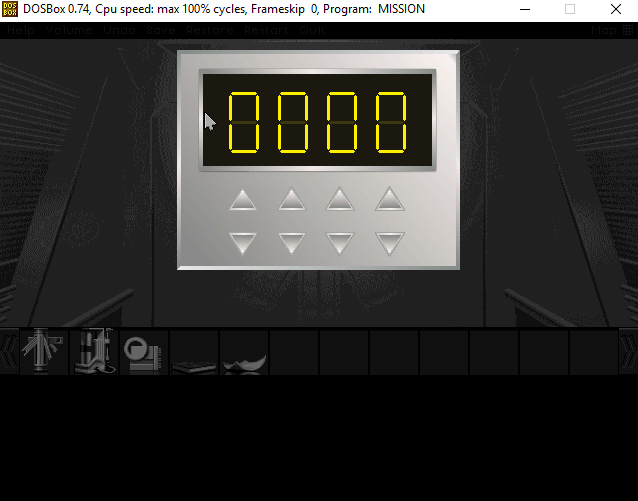 DOSBox 0.74, Cpu speed: max 100% cycles, Frameskip 0, Program: MISSION
Help Volume Undo Save Restore Restart Quit Map
0000